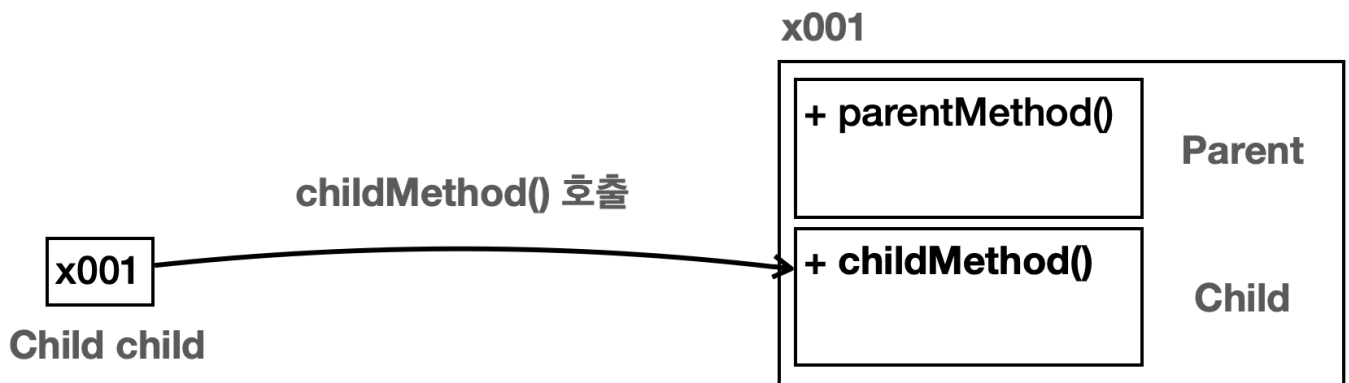 x001
+ parentMethod()
Parent
childMethod() 호출
x001
+ childMethod()
Child
Child child